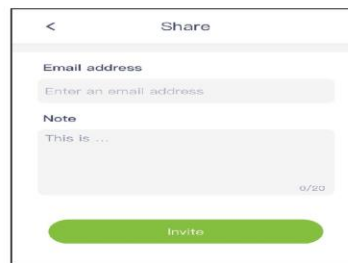 < Share
Email address
Enter an email address
Note
This is ...
0/20
Invite